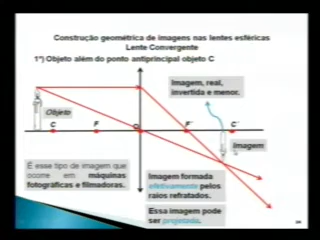 Construção geométrica de imagens nas lentes esféricas
Lente Convergente
1º) Objeto além do ponto antiprincipal objeto C
Imagem, real,
invertida e menor.
Objeto
C
F
O
F'
C'
Imagem
É esse tipo de imagem que
ocorre em máquinas
fotográficas e filmadoras.
Imagem formada
efetivamente pelos
raios refratados.
Essa imagem pode
ser projetada.